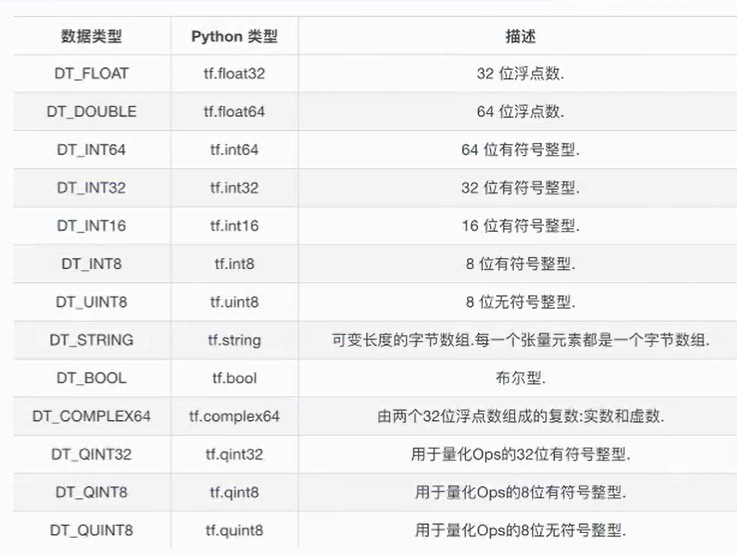 数据类型 Python 类型 描述
DT_FLOAT tf.float32 32 位浮点数.
DT_DOUBLE tf.float64 64 位浮点数.
DT_INT64 tf.int64 64 位有符号整型.
DT_INT32 tf.int32 32 位有符号整型.
DT_INT16 tf.int16 16 位有符号整型.
DT_INT8 tf.int8 8 位有符号整型.
DT_UINT8 tf.uint8 8 位无符号整型.
DT_STRING tf.string 可变长度的字节数组.每一个张量元素都是一个字节数组.
DT_BOOL tf.bool 布尔型.
DT_COMPLEX64 tf.complex64 由两个32位浮点数组成的复数:实数和虚数.
DT_QINT32 tf.qint32 用于量化Ops的32位有符号整型.
DT_QINT8 tf.qint8 用于量化Ops的8位有符号整型.
DT_QUINT8 tf.quint8 用于量化Ops的8位无符号整型.